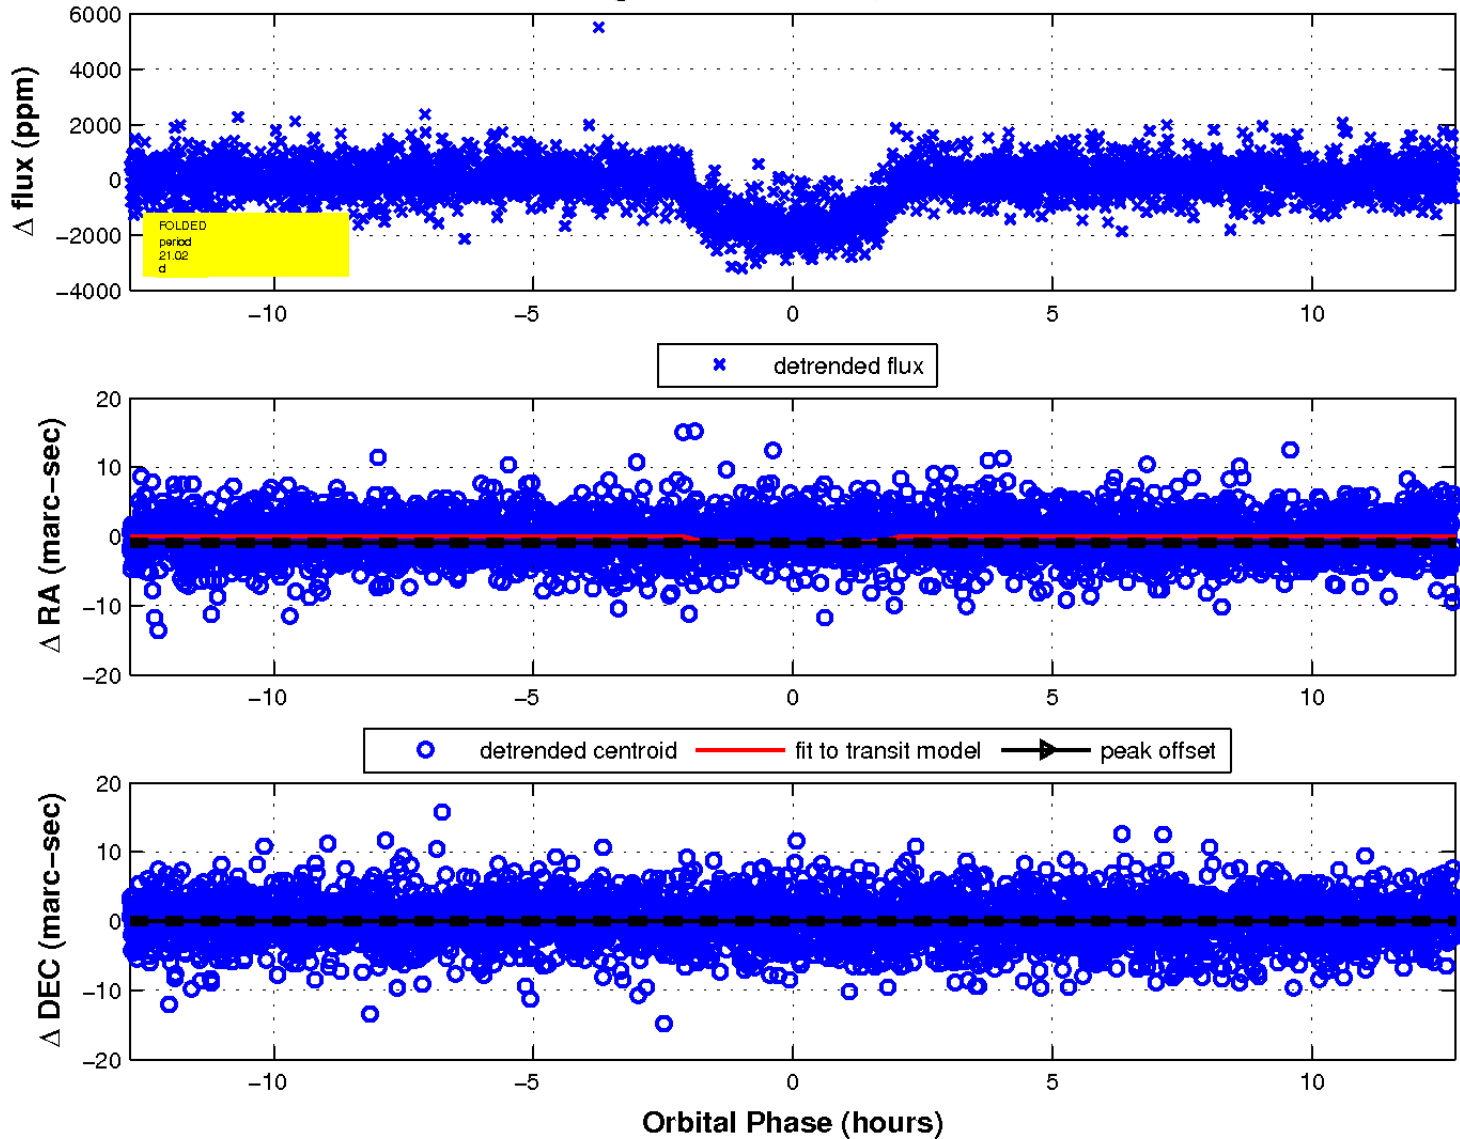 6000
4000
2000
0
−2000
−4000
Δ flux (ppm)
FOLDED
period
21.02
d
−10 −5 0 5 10
detrended flux
20
10
0
−10
−20
Δ RA (marc−sec)
−10 −5 0 5 10
detrended centroid fit to transit model peak offset
20
10
0
−10
−20
Δ DEC (marc−sec)
−10 −5 0 5 10
Orbital Phase (hours)